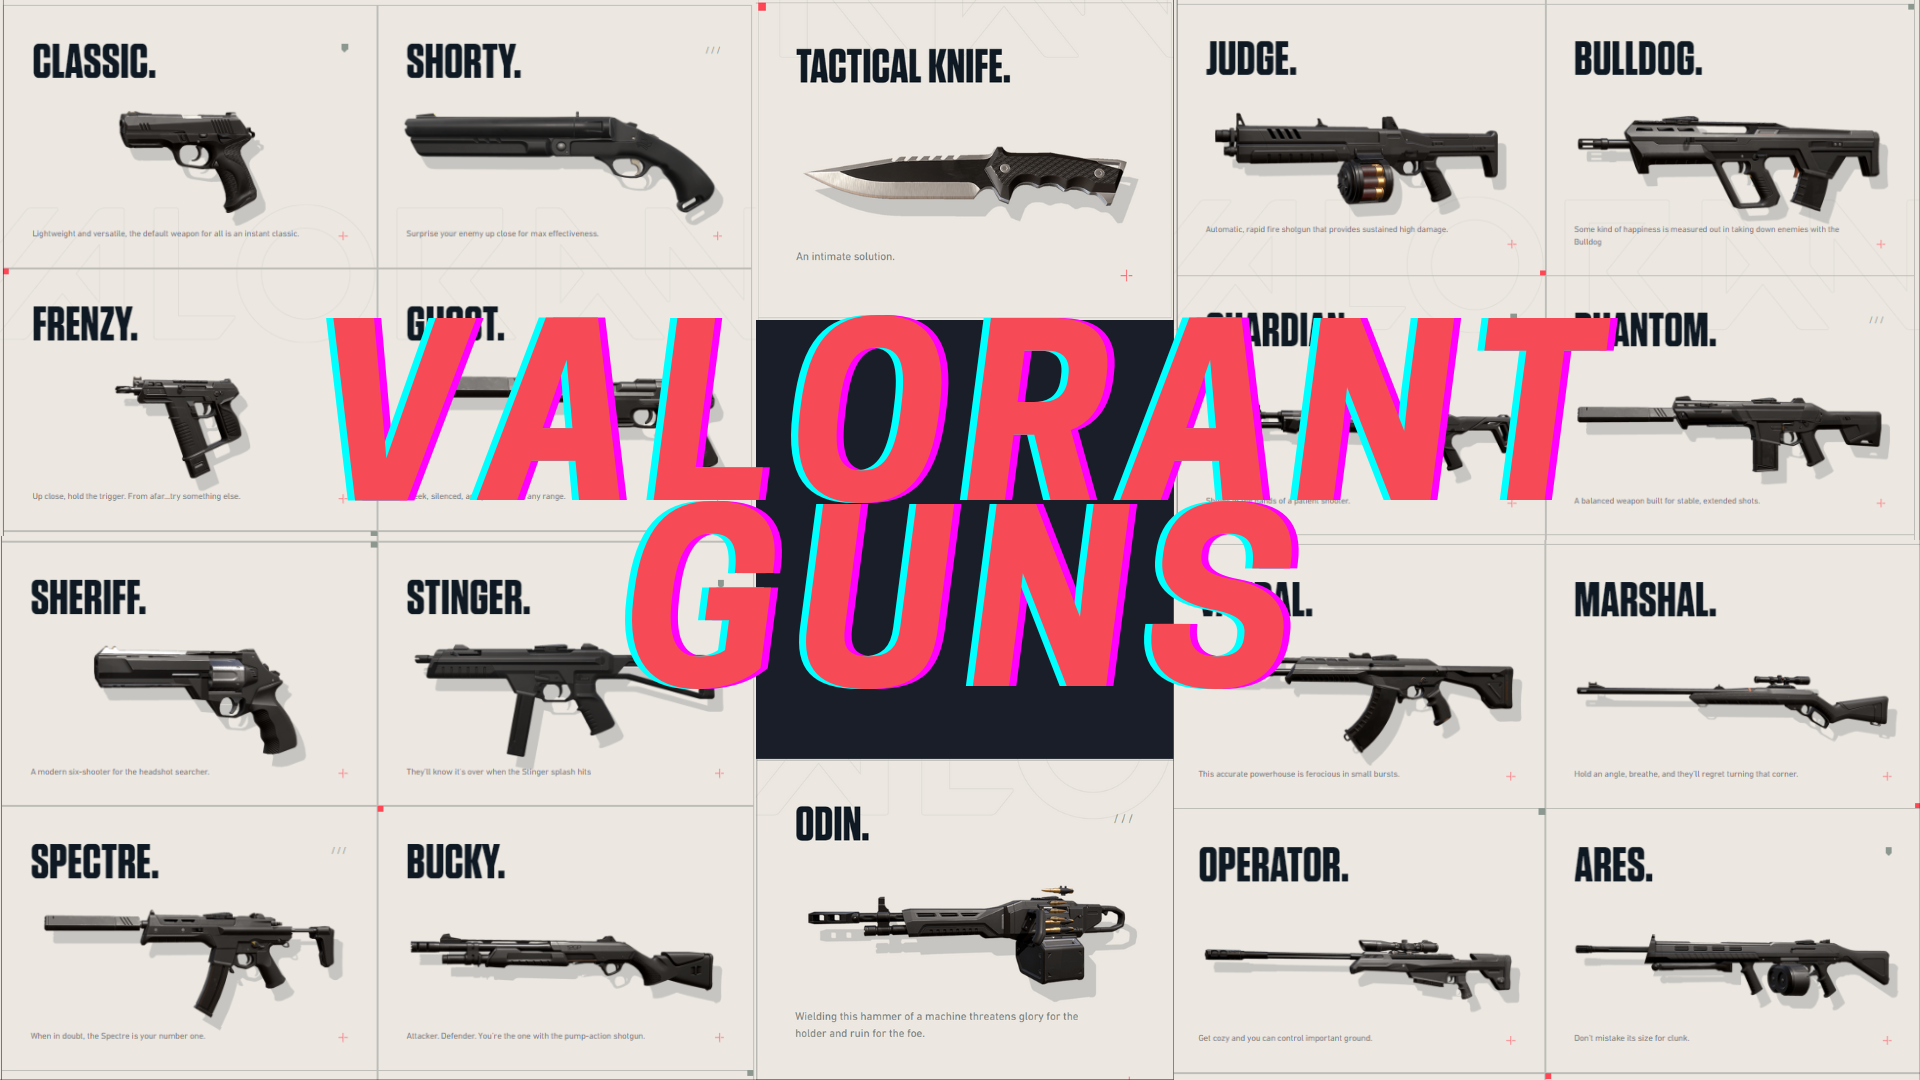 CLASSIC.
Lightweight and versatile, the default weapon for all is an instant classic.
SHORTY.
Surprise your enemy up close for max effectiveness.
TACTICAL KNIFE.
An intimate solution.
JUDGE.
Automatic, rapid fire shotgun that provides sustained high damage.
BULLDOG.
Some kind of happiness is measured out in taking down enemies with the
Bulldog
FRENZY.
Up close, hold the trigger. From afar...try something else.
silenced, any range.
PHANTOM.
A balanced weapon built for stable, extended shots.
of a patient shooter.
VALORANT
GUNS
SHERIFF.
A modern six-shooter for the headshot searcher.
STINGER.
They'll know it's over when the Stinger splash hits
This accurate powerhouse is ferocious in small bursts.
MARSHAL.
Hold an angle, breathe, and they'll regret turning that corner.
SPECTRE.
When in doubt, the Spectre is your number one.
BUCKY.
Attacker. Defender. You're the one with the pump-action shotgun.
ODIN.
Wielding this hammer of a machine threatens glory for the
holder and ruin for the foe.
OPERATOR.
Get cozy and you can control important ground.
ARES.
Don't mistake its size for clunk.